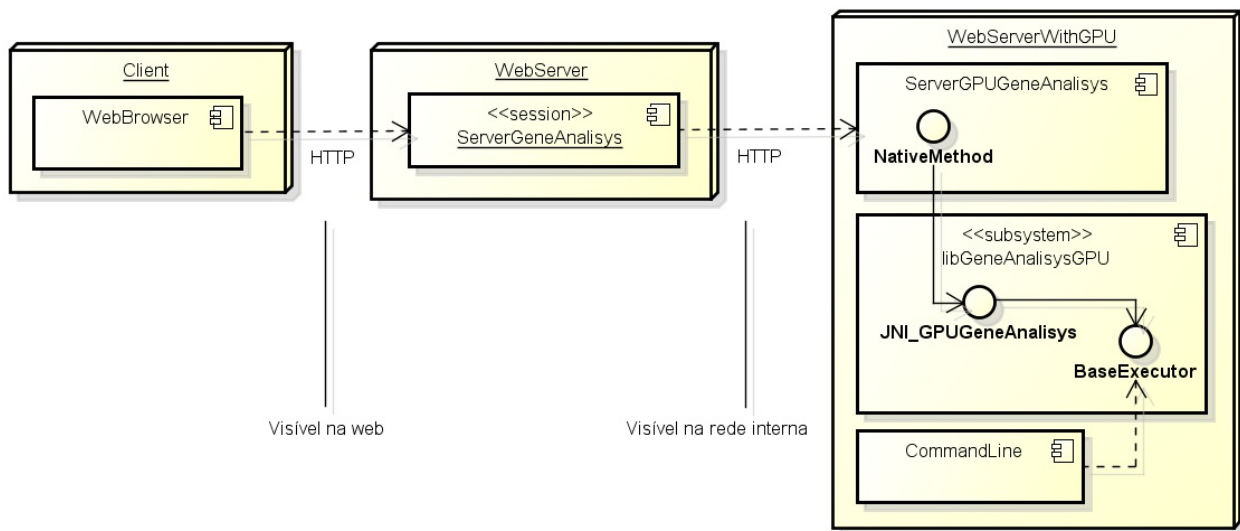 Client
WebBrowser
HTTP
WebServer
<<session>>
ServerGeneAnalisys
HTTP
WebServerWithGPU
ServerGPUGeneAnalisys
NativeMethod
<<subsystem>>
libGeneAnalisysGPU
JNI_GPUGeneAnalisys
BaseExecutor
CommandLine
Visível na web
Visível na rede interna